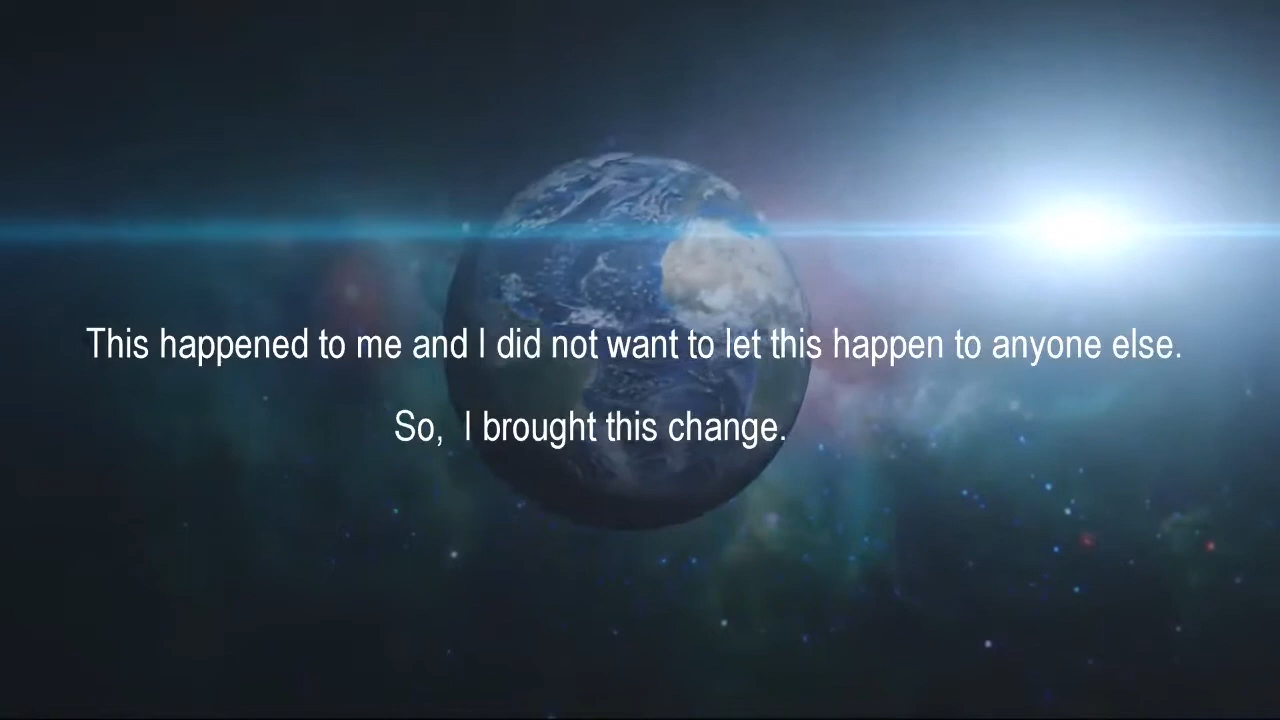 This happened to me and I did not want to let this happen to anyone else.
So,  I brought this change.